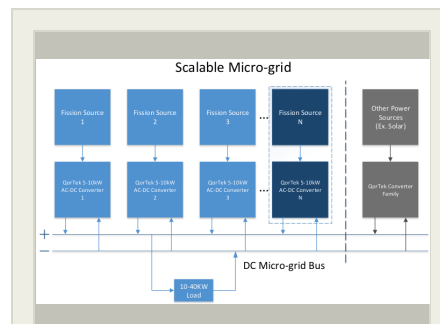 Scalable Micro-grid
Fission Source
1
Fission Source
2
Fission Source
3
...
Fission Source
N
Other Power
Sources
(Ex. Solar)
QorTek 5-10kW
AC-DC Converter
1
QorTek 5-10kW
AC-DC Converter
2
QorTek 5-10kW
AC-DC Converter
3
...
QorTek 5-10kW
AC-DC Converter
N
QorTek Converter
Family
+
−
DC Micro-grid Bus
10-40KW
Load